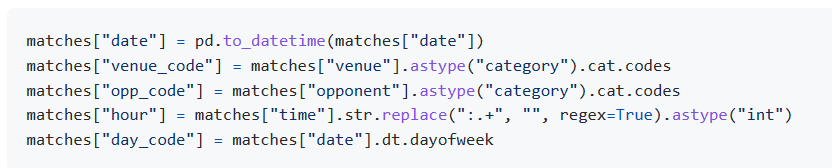 matches["date"] = pd.to_datetime(matches["date"])
matches["venue_code"] = matches["venue"].astype("category").cat.codes
matches["opp_code"] = matches["opponent"].astype("category").cat.codes
matches["hour"] = matches["time"].str.replace(":.+", "", regex=True).astype("int")
matches["day_code"] = matches["date"].dt.dayofweek